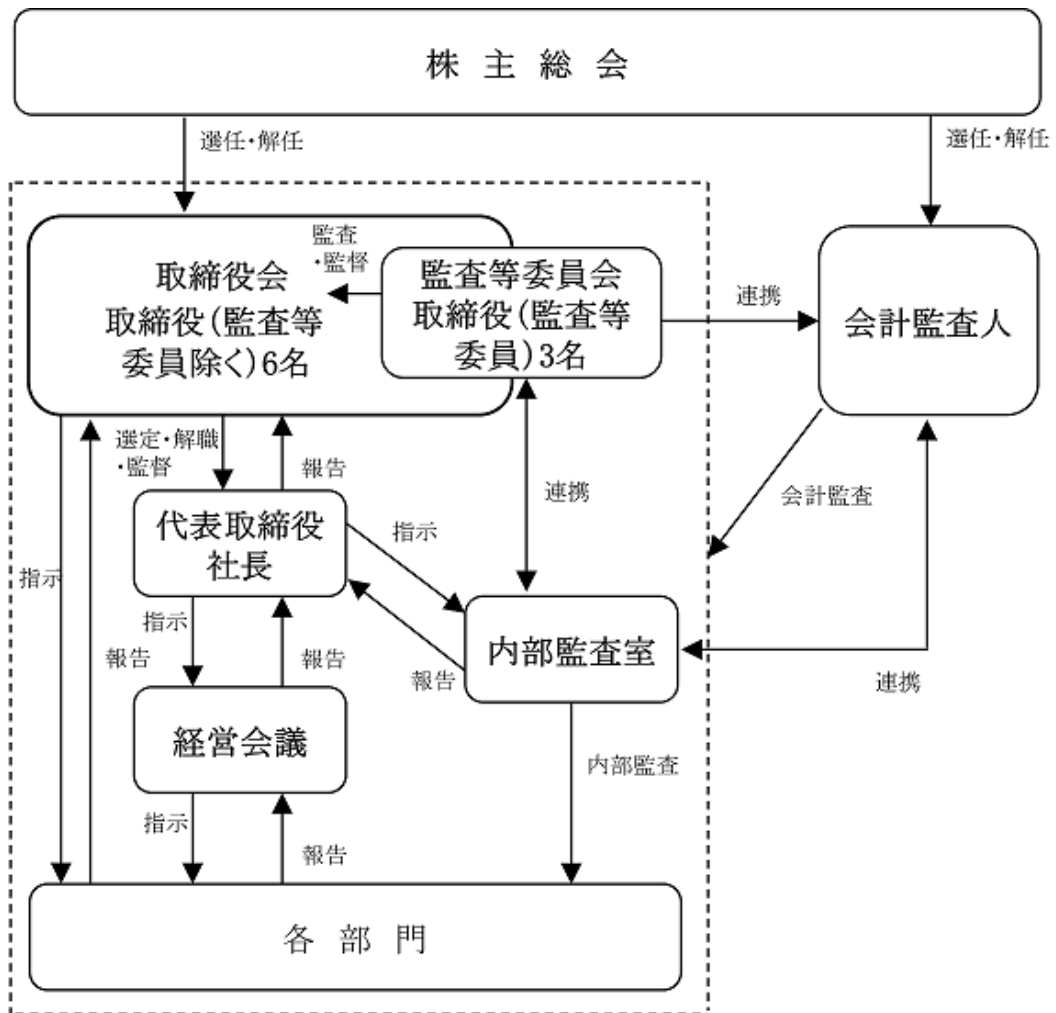 株主総会
選任・解任
選任・解任
監査
・監督
取締役会
取締役(監査等
委員除く)6名
監査等委員会
取締役(監査等
委員)3名
連携
会計監査人
選定・解職
・監督
報告
連携
会計監査
代表取締役
社長
指示
指示
指示
報告
報告
報告
内部監査室
連携
経営会議
内部監査
指示
報告
各部門